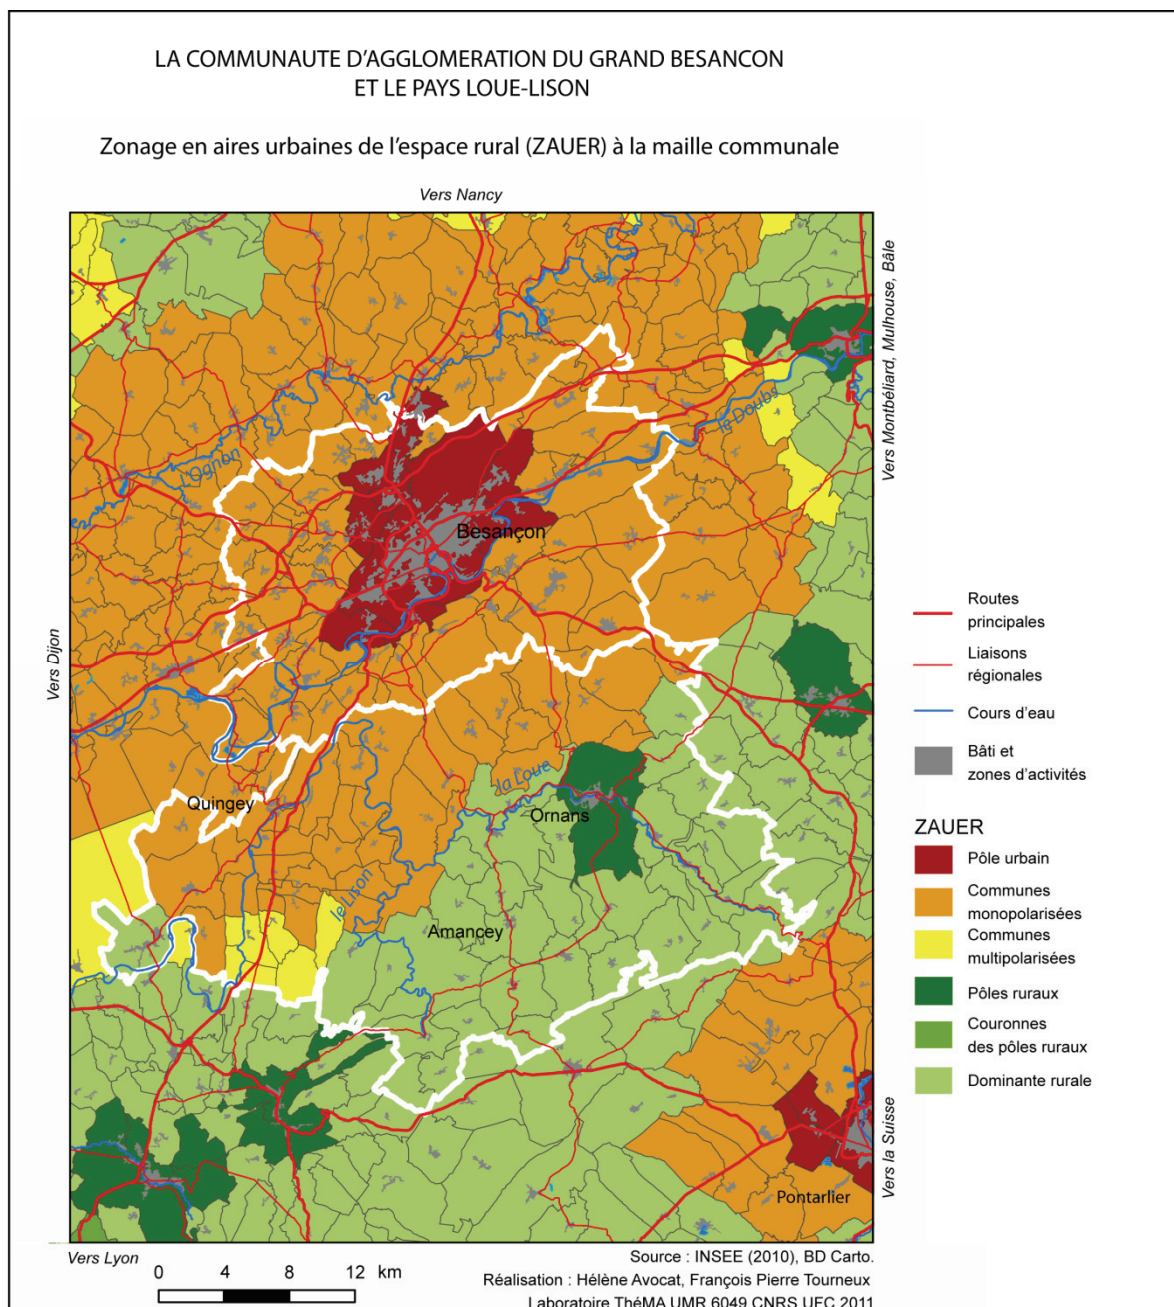 LA COMMUNAUTE D'AGGLOMERATION DU GRAND BESANCON
ET LE PAYS LOUE-LISON
Zonage en aires urbaines de l'espace rural (ZAUER) à la maille communale
Vers Nancy
Vers Montbéliard, Mulhouse, Bâle
le Doubs
L'Ognon
Besançon
Vers Dijon
la Loue
Quingey
Ornans
le Lison
Amancey
Vers la Suisse
Pontarlier
Vers Lyon
Routes
principales
Liaisons
régionales
Cours d'eau
Bâti et
zones d'activités
ZAUER
Pôle urbain
Communes
monopolarisées
Communes
multipolarisées
Pôles ruraux
Couronnes
des pôles ruraux
Dominante rurale
0 4 8 12 km
Source : INSEE (2010), BD Carto.
Réalisation : Hélène Avocat, François Pierre Tourneux
Laboratoire ThéMA UMR 6049 CNRS UFC 2011